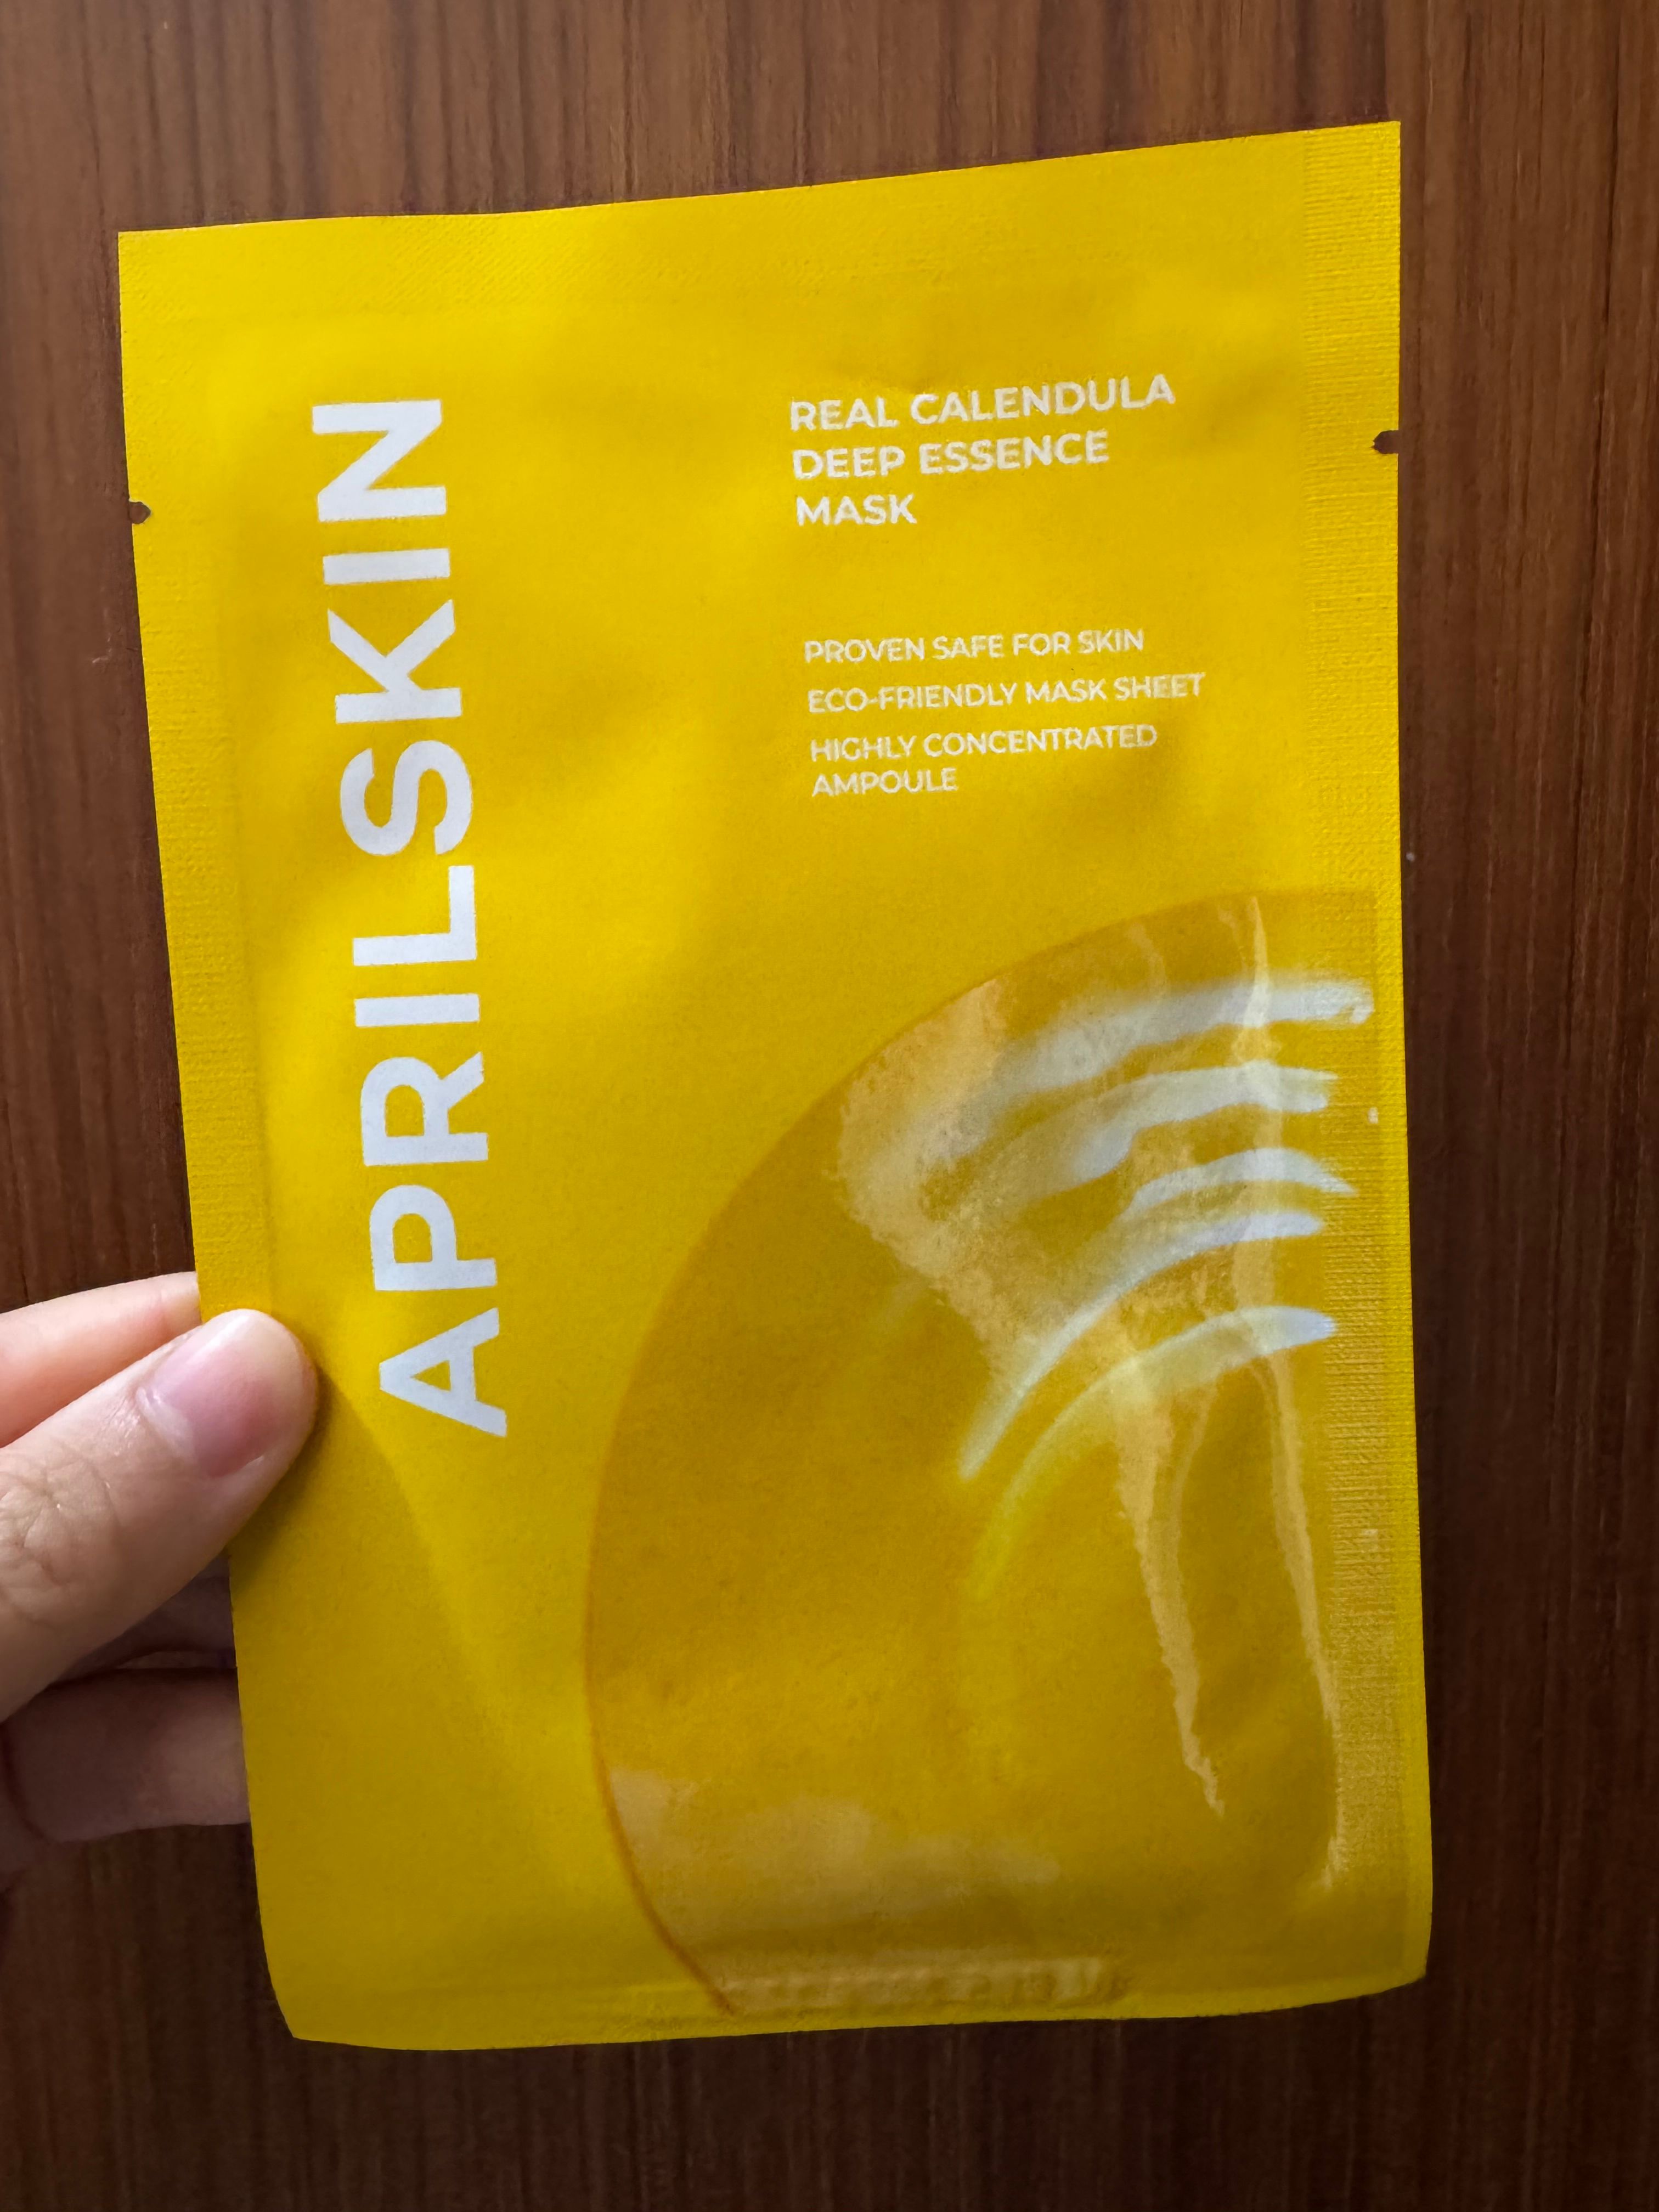 APRILSKIN
REAL CALENDULA
DEEP ESSENCE
MASK
PROVEN SAFE FOR SKIN
ECO-FRIENDLY MASK SHEET
HIGHLY CONCENTRATED
AMPOULE